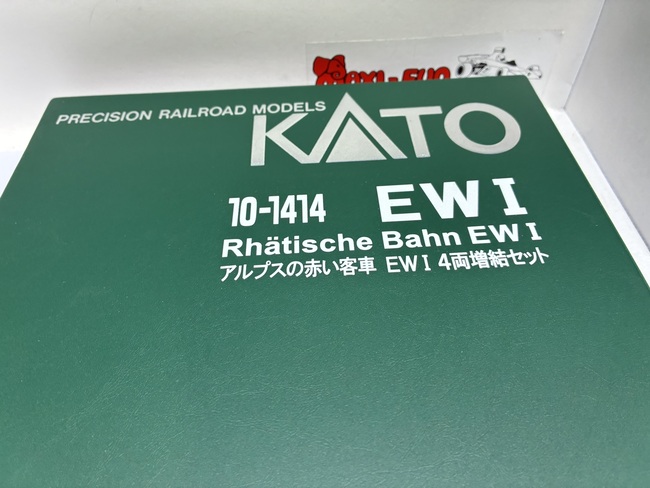 PRECISION RAILROAD MODELS
KATO
10-1414 EW I
Rhätische Bahn EW I
アルプスの赤い客車 EW I 4両増結セット